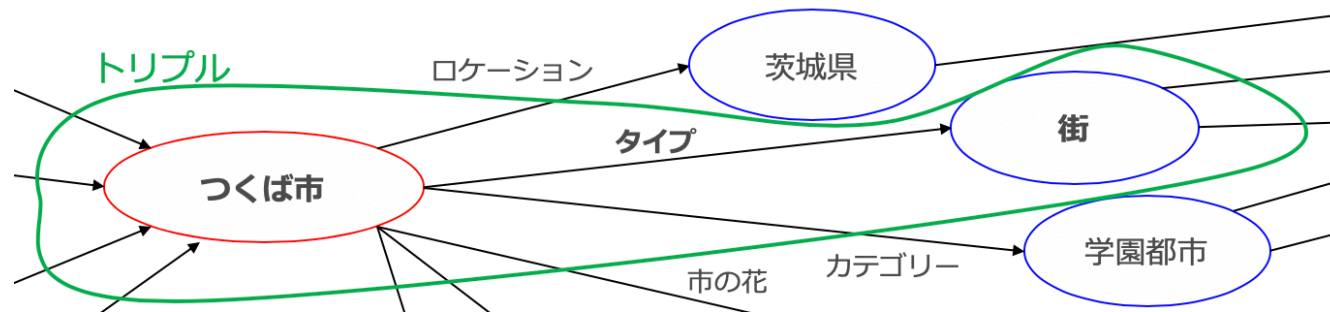 トリプル
ロケーション
茨城県
タイプ
街
つくば市
学園都市
カテゴリー
市の花